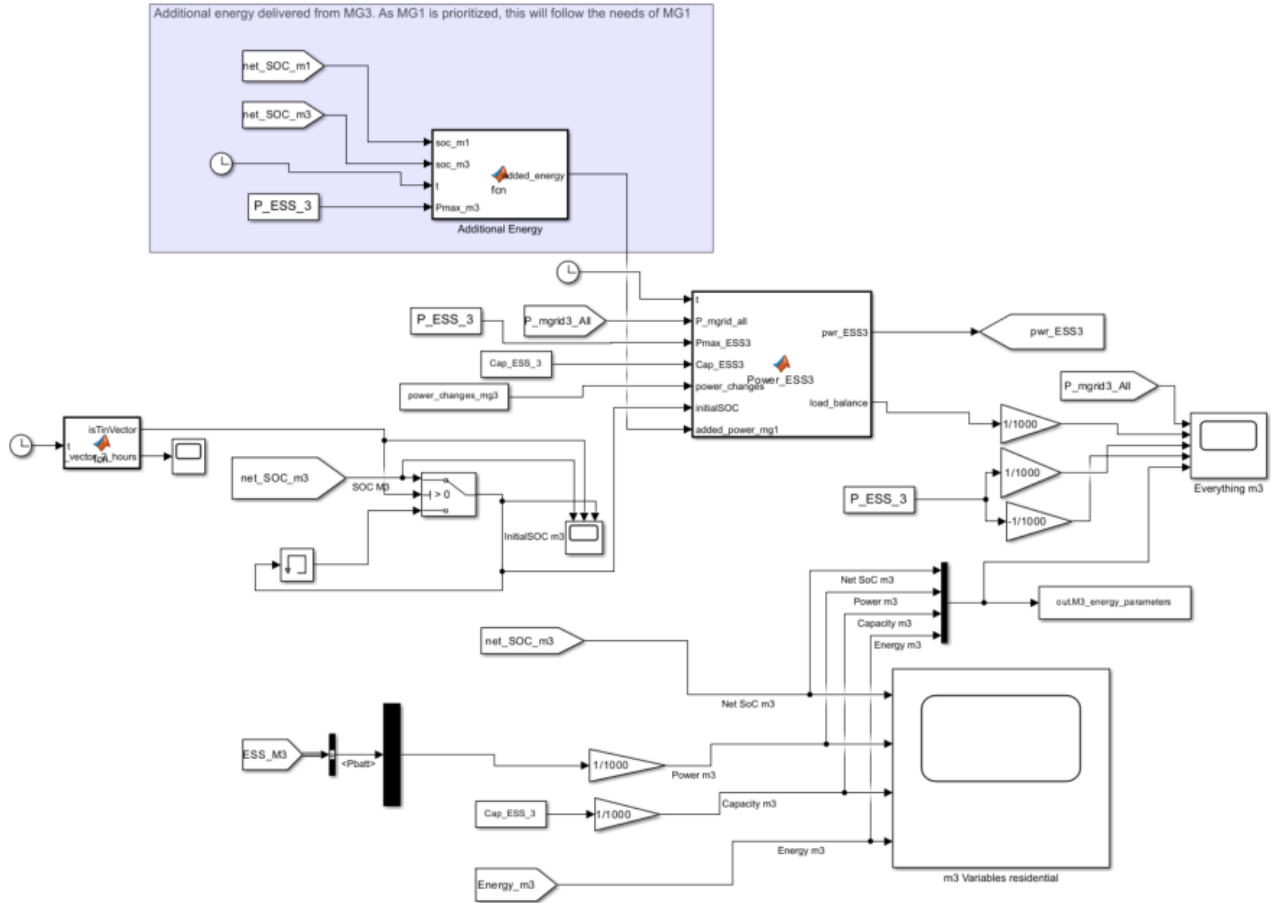 Additional energy delivered from MG3. As MG1 is prioritized, this will follow the needs of MG1
net_SOC_m1
net_SOC_m3
soc_m1
soc_m3
t
Pmax_m3
added_energy
fcn
P_ESS_3
Additional Energy
t
P_mgrid_all
Pmax_ESS3
Cap_ESS3
power_changes
initialSOC
added_power_mg1
Power_ESS3
pwr_ESS3
load_balance
P_ESS_3
P_mgrid3_All
Cap_ESS_3
power_changes_mg3
pwr_ESS3
P_mgrid3_All
1/1000
1/1000
-1/1000
P_ESS_3
Everything m3
t
isTinVector
_vector_2_hours
fcn
net_SOC_m3
SOC M3
> 0
InitialSOC m3
Net SoC m3
Power m3
Capacity m3
Energy m3
out.M3_energy_parameters
net_SOC_m3
Net SoC m3
ESS_M3
<Pbatt>
1/1000
Power m3
Cap_ESS_3
1/1000
Capacity m3
Energy_m3
Energy m3
m3 Variables residential